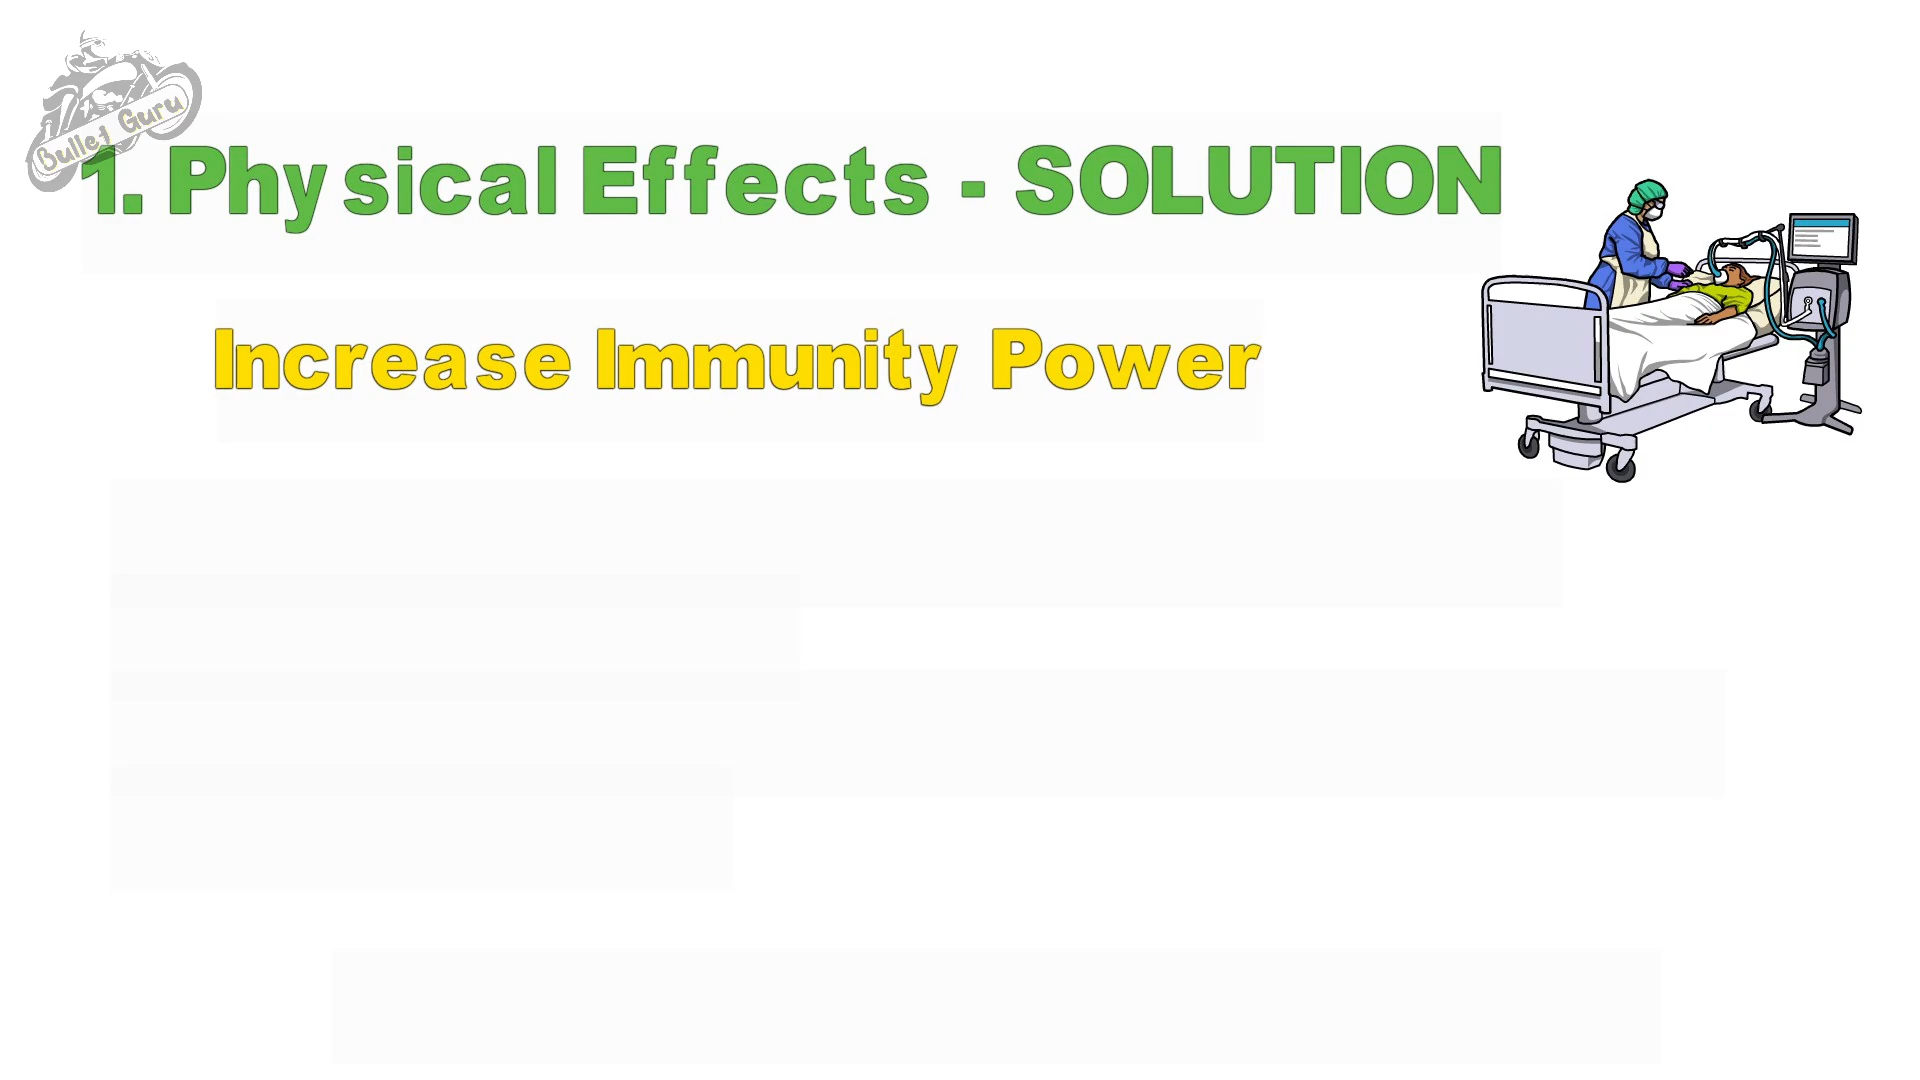 Bullet Guru
1. Physical Effects - SOLUTION
Increase Immunity Power